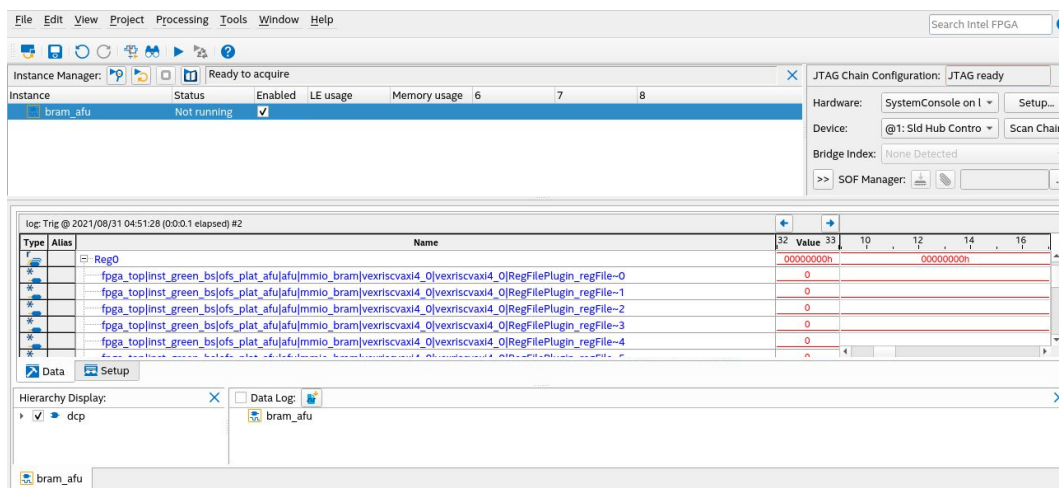 File Edit View Project Processing Tools Window Help
Search Intel FPGA
Instance Manager: Ready to acquire
JTAG Chain Configuration: JTAG ready
Instance Status Enabled LE usage Memory usage 6 7 8
bram_afu Not running
Hardware: SystemConsole on l Setup...
Device: @1: Sld Hub Contro Scan Chai
Bridge Index: None Detected
>> SOF Manager:
log: Trig @ 2021/08/31 04:51:28 (0:0:0.1 elapsed) #2
Type Alias Name 32 Value 33 10 12 14 16
Reg0 00000000h 00000000h
fpga_top|inst_green_bs|ofs_plat_afu|afu|mmio_bram|vexriscvaxi4_0|vexriscvaxi4_0|RegFilePlugin_regFile~0 0
fpga_top|inst_green_bs|ofs_plat_afu|afu|mmio_bram|vexriscvaxi4_0|vexriscvaxi4_0|RegFilePlugin_regFile~1 0
fpga_top|inst_green_bs|ofs_plat_afu|afu|mmio_bram|vexriscvaxi4_0|vexriscvaxi4_0|RegFilePlugin_regFile~2 0
fpga_top|inst_green_bs|ofs_plat_afu|afu|mmio_bram|vexriscvaxi4_0|vexriscvaxi4_0|RegFilePlugin_regFile~3 0
fpga_top|inst_green_bs|ofs_plat_afu|afu|mmio_bram|vexriscvaxi4_0|vexriscvaxi4_0|RegFilePlugin_regFile~4 0
Data Setup
Hierarchy Display: Data Log:
dcp bram_afu
bram_afu